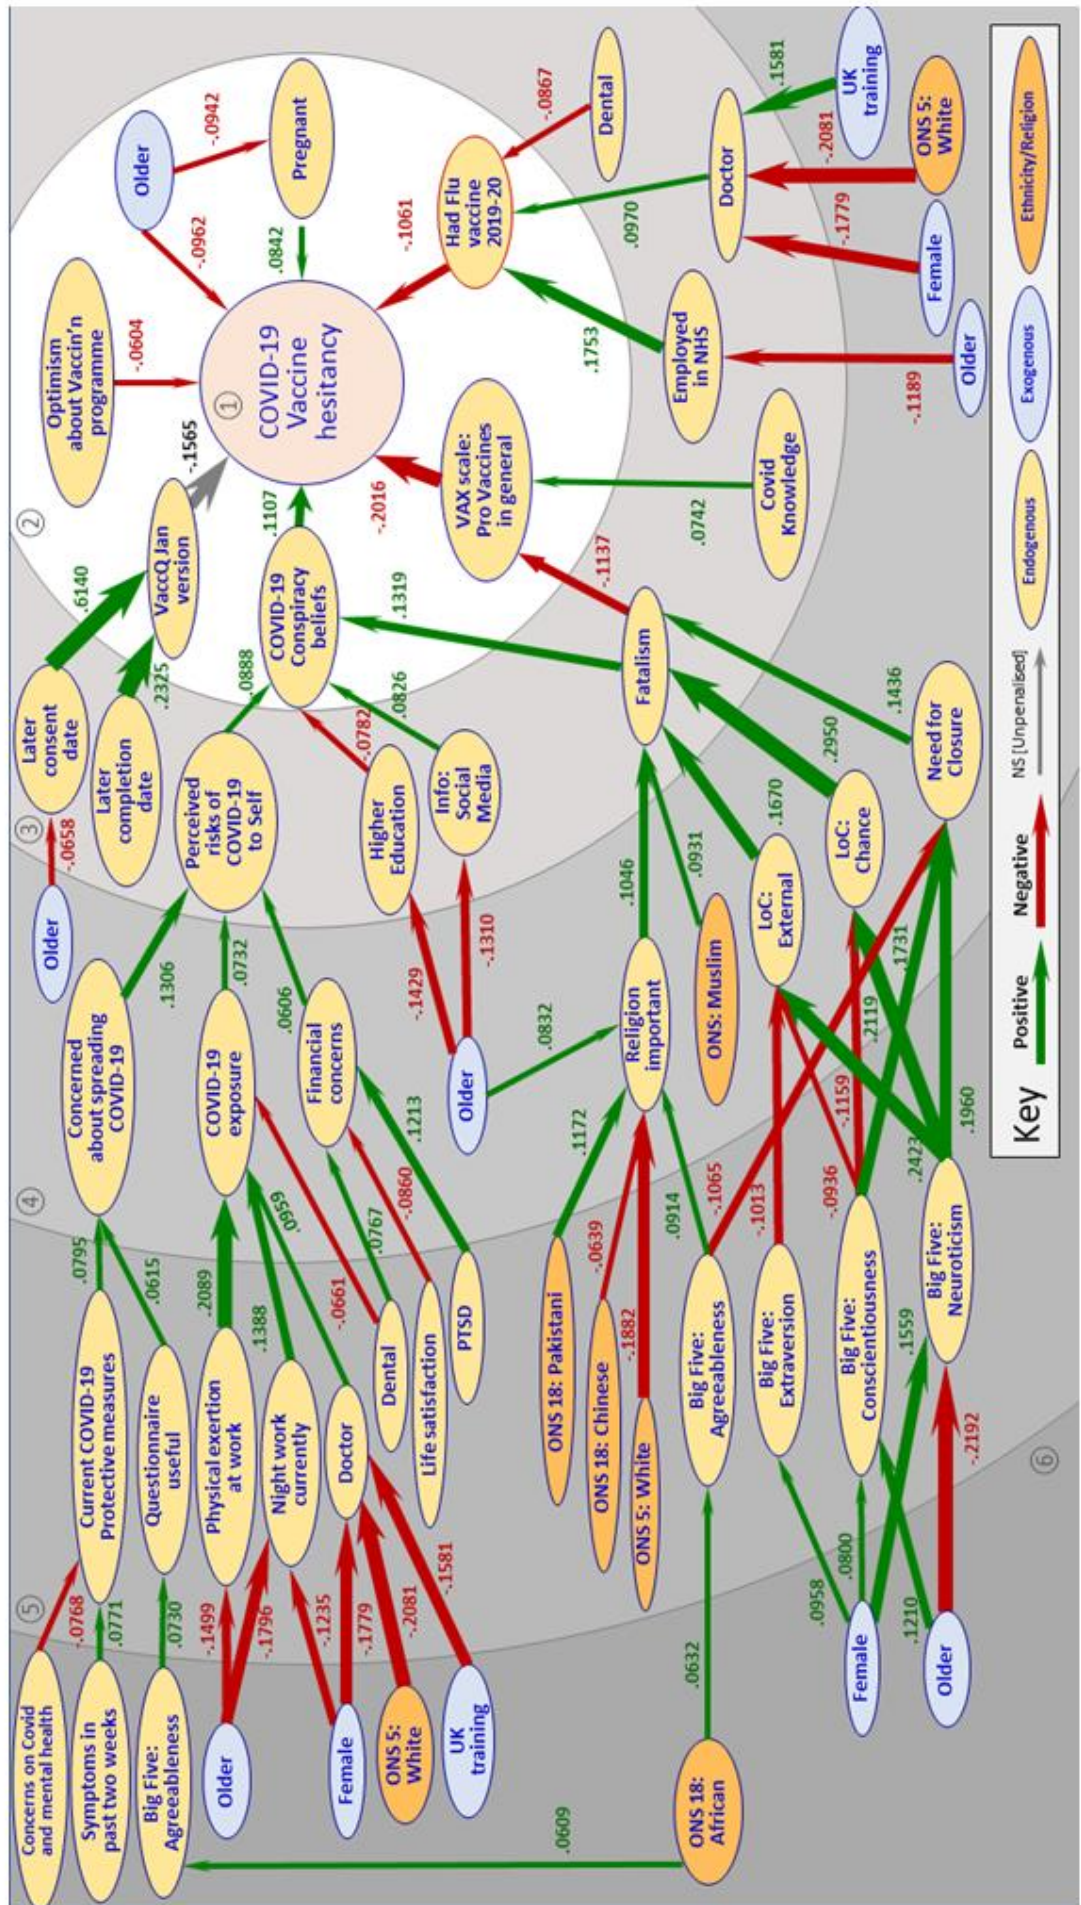 Concerns on Covid
and mental health
-.0768
⑤
Symptoms in
past two weeks
.0771
Big Five:
Agreeableness
.0730
Current COVID-19
Protective measures
.0795
Questionnaire
useful
.0615
④
Concerned
about spreading
COVID-19
.1306
Older
-.0658
③
Later
consent
date
.6140
Later
completion
date
.2325
②
VaccQ Jan
version
-.1565
Optimism
about Vaccin'n
programme
-.0604
Older
-.0962
-.0942
Pregnant
.0842
①
COVID-19
Vaccine
hesitancy
Older
-.1499
-.1796
Physical exertion
at work
.2089
Night work
currently
.1388
COVID-19
exposure
.0732
Perceived
risks of
COVID-19
to Self
.0888
COVID-19
Conspiracy
beliefs
.1107
Female
-.1235
-.1779
ONS 5:
White
-.2081
UK
training
-.1581
Doctor
.0959
Dental
-.0661
.0767
Life satisfaction
-.0860
PTSD
.1213
Financial
concerns
.0606
Older
-.1429
-.1310
.0832
Higher
Education
-.0782
Info:
Social
Media
.0826
.1319
VAX scale:
Pro Vaccines
in general
-.2016
Had Flu
vaccine
2019-20
-.1061
Dental
-.0867
ONS 18: Pakistani
.1172
ONS 18: Chinese
-.0639
ONS 5: White
-.1882
Religion
important
.1046
ONS: Muslim
.0931
Fatalism
-.1137
Covid
Knowledge
.0742
Employed
in NHS
.1753
Doctor
.0970
ONS 18:
African
.0609
.0632
Big Five:
Agreeableness
.0914
-.1065
Big Five:
Extraversion
-.1013
Big Five:
Conscientiousness
-.0936
-.1159
.1731
Big Five:
Neuroticism
.2423
.2119
.1960
LoC:
External
.1670
LoC:
Chance
.2950
Need for
Closure
.1436
Female
.0958
.0800
.1559
Older
.1210
-.2192
⑥
Older
-.1189
Female
-.1779
ONS 5:
White
-.2081
UK
training
.1581
Key
Positive
Negative
NS [Unpenalised]
Endogenous
Exogenous
Ethnicity/Religion